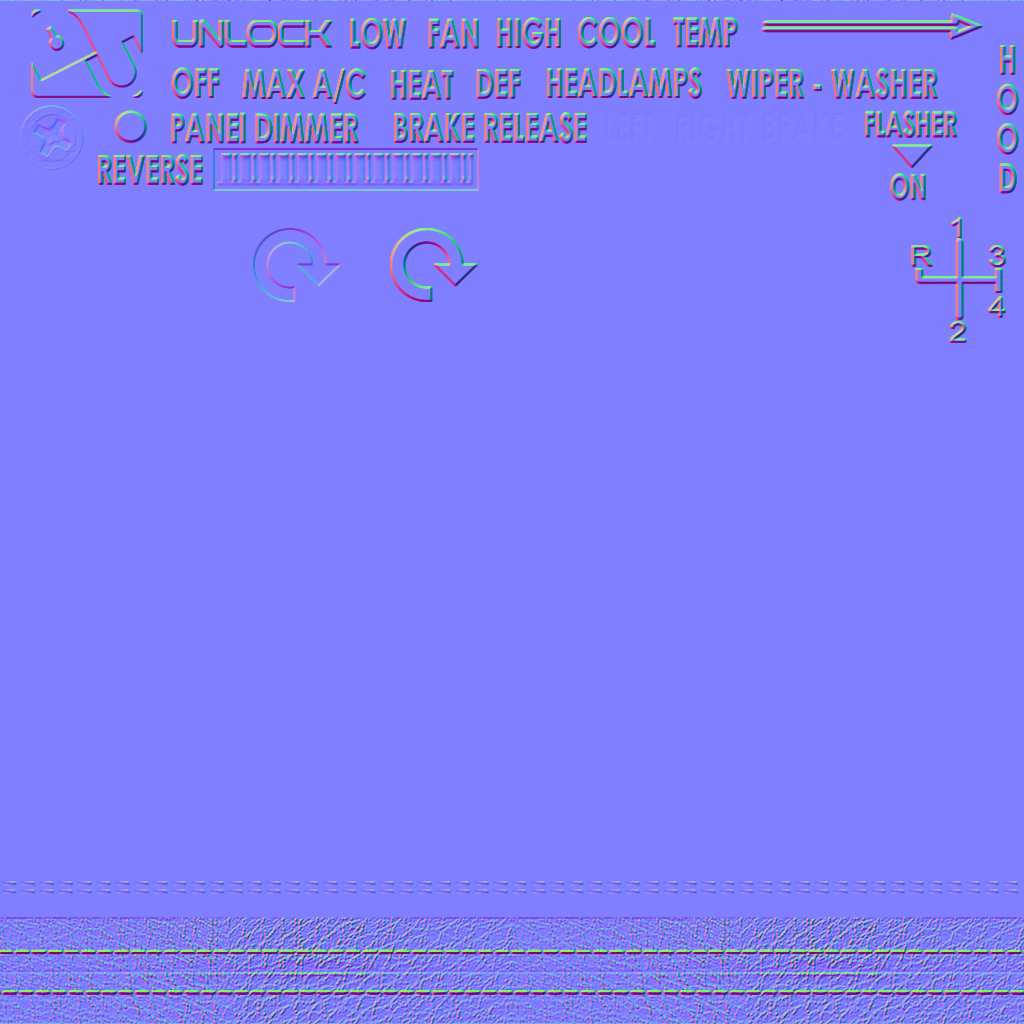 UNLOCK LOW FAN HIGH COOL TEMP
OFF MAX A/C HEAT DEF HEADLAMPS WIPER - WASHER
PANEl DIMMER BRAKE RELEASE LEFT RIGHT BRAKE FLASHER
REVERSE
ON
HOOD
1
R 3
4
2